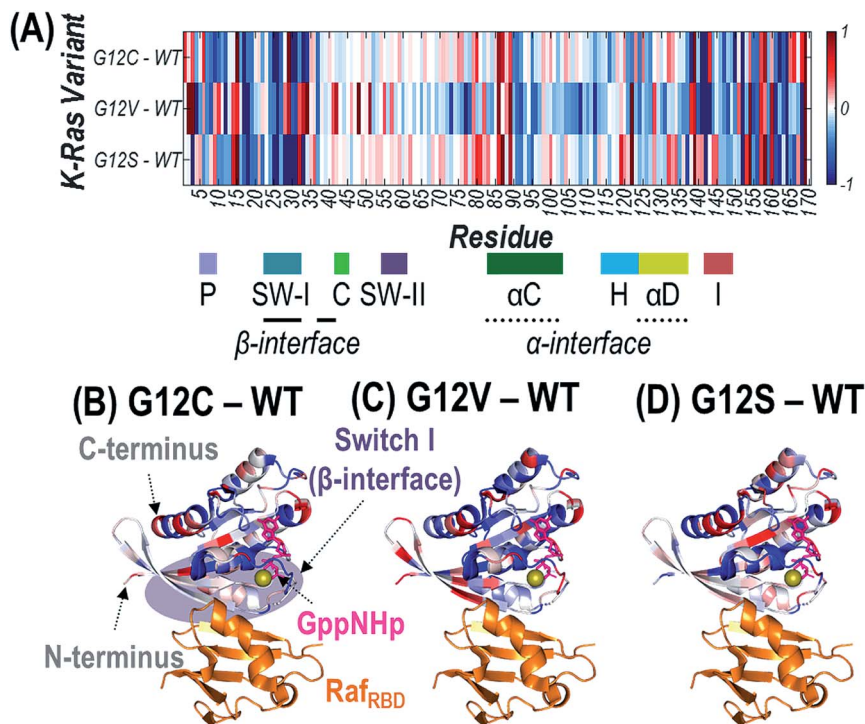 (A)
K-Ras Variant
G12C - WT
G12V - WT
G12S - WT
1
0
-1
5 10 15 20 25 30 35 40 45 50 55 60 65 70 75 80 85 90 95 100 105 110 115 120 125 130 135 140 145 150 155 160 165 170
Residue
P SW-I C SW-II αC H αD I
β-interface α-interface
(B) G12C – WT (C) G12V – WT (D) G12S – WT
C-terminus
Switch I
(β-interface)
N-terminus
GppNHp
Raf_RBD